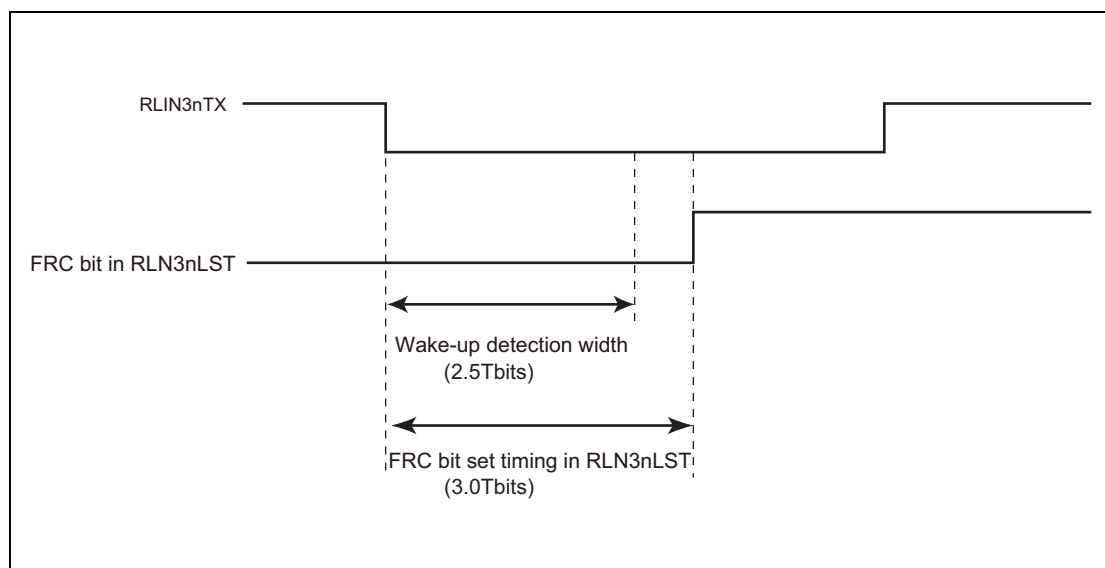 RLIN3nTX
FRC bit in RLN3nLST
Wake-up detection width
(2.5Tbits)
FRC bit set timing in RLN3nLST
(3.0Tbits)